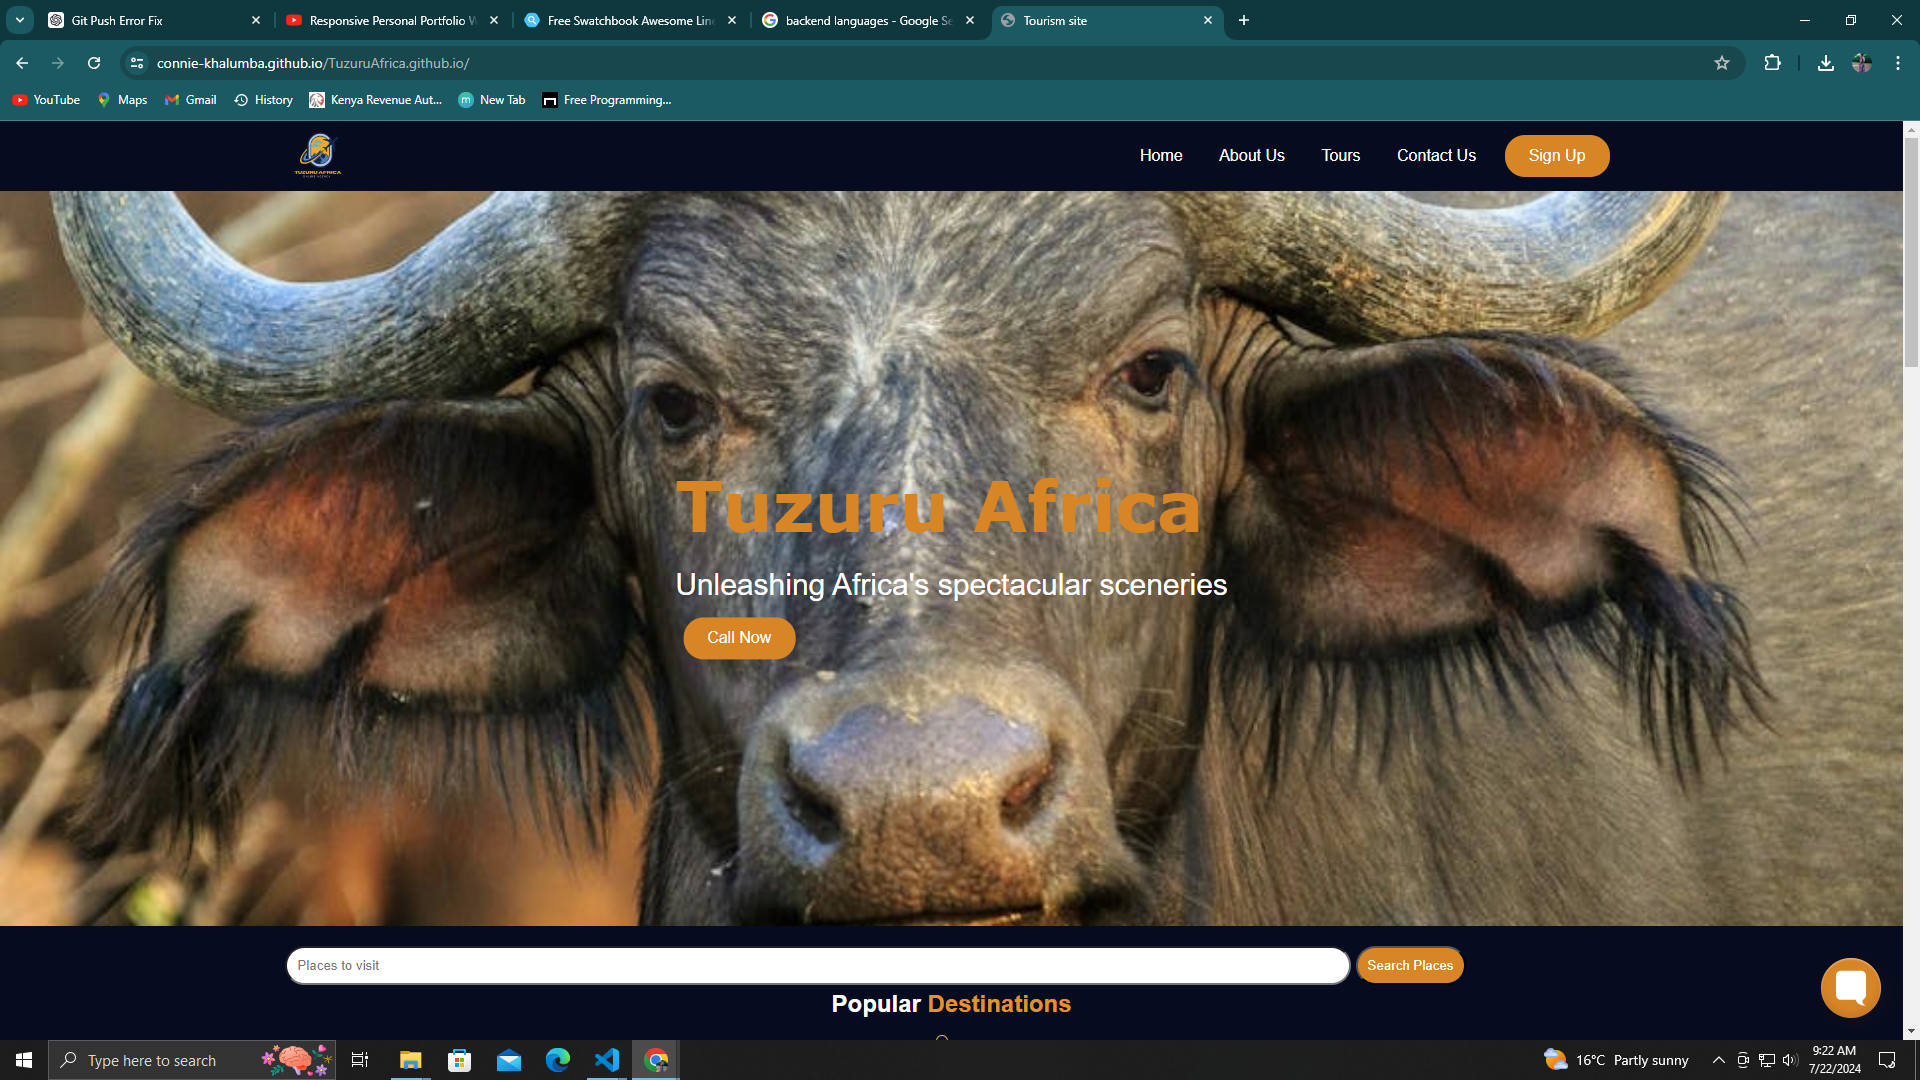 Git Push Error Fix
Responsive Personal Portfolio W
Free Swatchbook Awesome Line
backend languages - Google Se
Tourism site
connie-khalumba.github.io/TuzuruAfrica.github.io/
YouTube
Maps
Gmail
History
Kenya Revenue Aut...
New Tab
Free Programming...
TUZURU AFRICA
Home
About Us
Tours
Contact Us
Sign Up
Tuzuru Africa
Unleashing Africa's spectacular sceneries
Call Now
Places to visit
Search Places
Popular Destinations
Type here to search
16°C Partly sunny
9:22 AM
7/22/2024